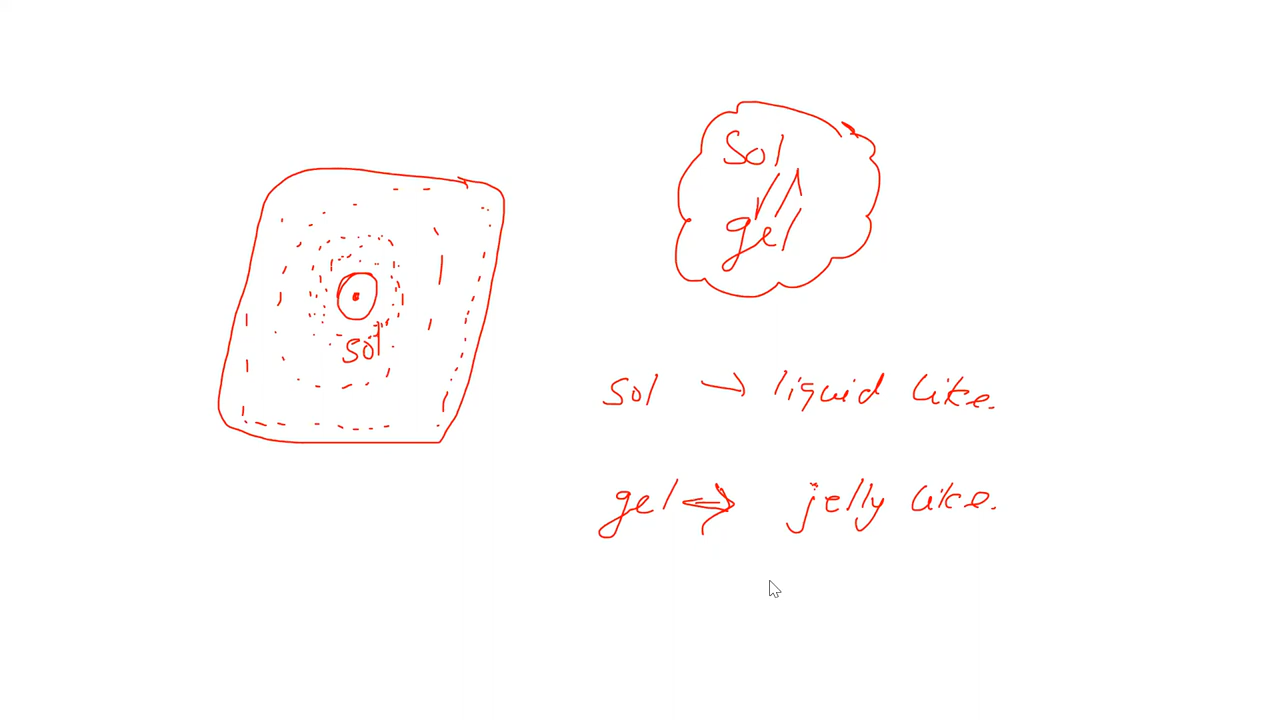 Sol
gel
sol
sol → liquid like.
gel ↔ jelly like.